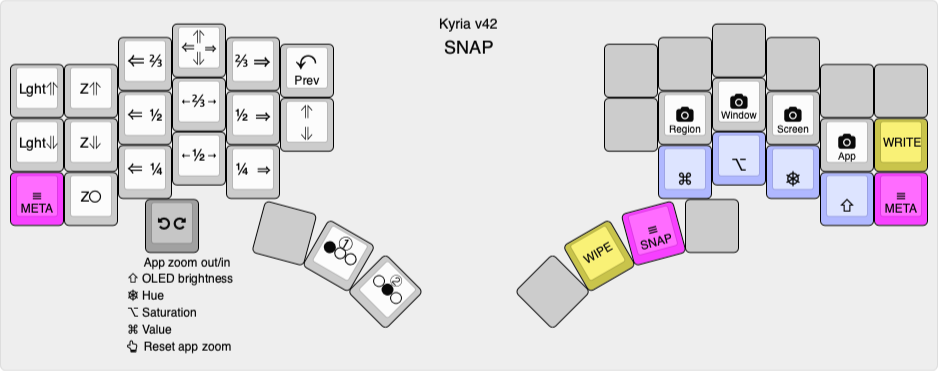 Kyria v42
SNAP
Lght⇈
Z⇈
⇐ ⅔
⇈
⇐ ⇒
⇊
⅔ ⇒
Prev
Lght⇊
Z⇊
⇐ ½
←⅔→
½ ⇒
⇈
⇊
≡
META
Z○
⇐ ¼
←½→
¼ ⇒
Region
Window
Screen
App
WRITE
⌘
⌥
❄
⇧
≡
META
1
2
WIPE
≡
SNAP
App zoom out/in
⇧ OLED brightness
❄ Hue
⌥ Saturation
⌘ Value
Reset app zoom